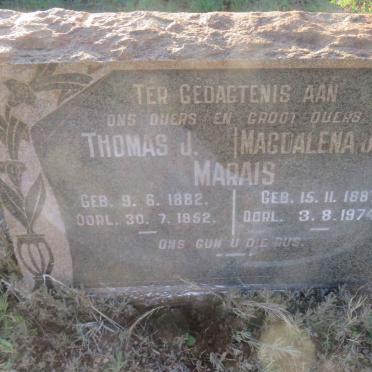 TER GEDAGTENIS AAN
ONS OUERS EN GROOT OUERS.
THOMAS J. MAGDALENA J.
MARAIS
GEB. 9. 6. 1882. GEB. 15. 11. 188
OORL. 30. 7. 1952. OORL. 3. 8. 1974
ONS GUN U DIE RUS.